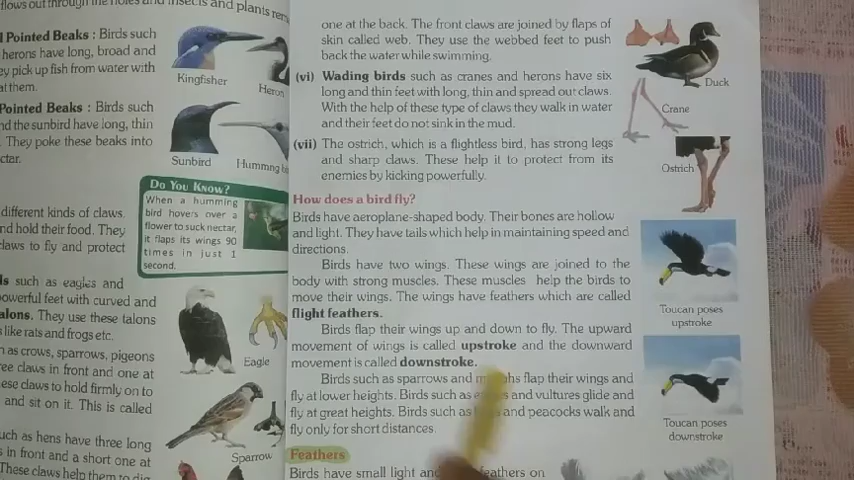 flows out through the holes and insects and plants
Pointed Beaks : Birds such
herons have long, broad and
ey pick up fish from water with
at them.
Kingfisher
Heron
Pointed Beaks : Birds such
nd the sunbird have long, thin
They poke these beaks into
ctar.
Sunbird
Humming bi
Do You Know?
When a humming
bird hovers over a
flower to suck nectar,
it flaps its wings 90
times in just 1
second.
different kinds of claws.
nd hold their food. They
claws to fly and protect
ls such as eagles and
powerful feet with curved and
alons. They use these talons
like rats and frogs etc.
Eagle
h as crows, sparrows, pigeons
ee claws in front and one at
ese claws to hold firmly on to
and sit on it. This is called
Sparrow
uch as hens have three long
s in front and a short one at
These claws help them to
one at the back. The front claws are joined by flaps of
skin called web. They use the webbed feet to push
back the water while swimming.
Duck
(vi) Wading birds such as cranes and herons have six
long and thin feet with long, thin and spread out claws.
With the help of these type of claws they walk in water
and their feet do not sink in the mud.
Crane
(vii) The ostrich, which is a flightless bird, has strong legs
and sharp claws. These help it to protect from its
enemies by kicking powerfully.
Ostrich
How does a bird fly?
Birds have aeroplane-shaped body. Their bones are hollow
and light. They have tails which help in maintaining speed and
directions.
Birds have two wings. These wings are joined to the
body with strong muscles. These muscles help the birds to
move their wings. The wings have feathers which are called
flight feathers.
Toucan poses
upstroke
Birds flap their wings up and down to fly. The upward
movement of wings is called upstroke and the downward
movement is called downstroke.
Birds such as sparrows and flap their wings and
fly at lower heights. Birds such as and vultures glide and
fly at great heights. Birds such as and peacocks walk and
fly only for short distances.
Toucan poses
downstroke
Feathers
Birds have small light and feathers on